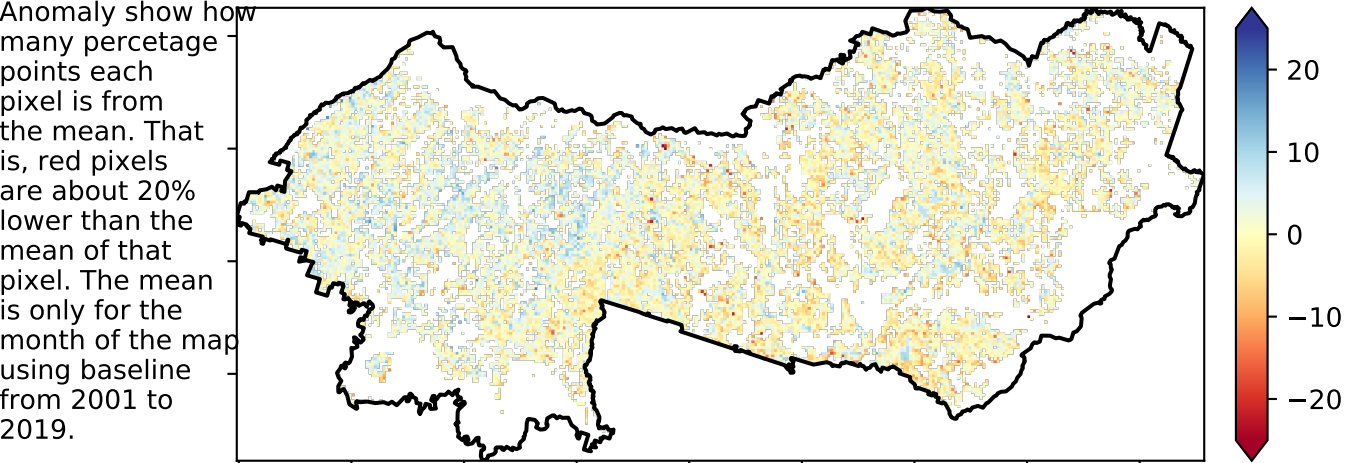 Anomaly show how
many percetage
points each
pixel is from
the mean. That
is, red pixels
are about 20%
lower than the
mean of that
pixel. The mean
is only for the
month of the map
using baseline
from 2001 to
2019.
20
10
0
−10
−20